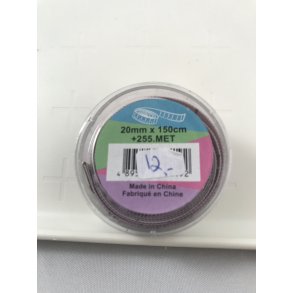 20mm x 150cm
+255.MET
12,-
Made in China
Fabriqué en Chine